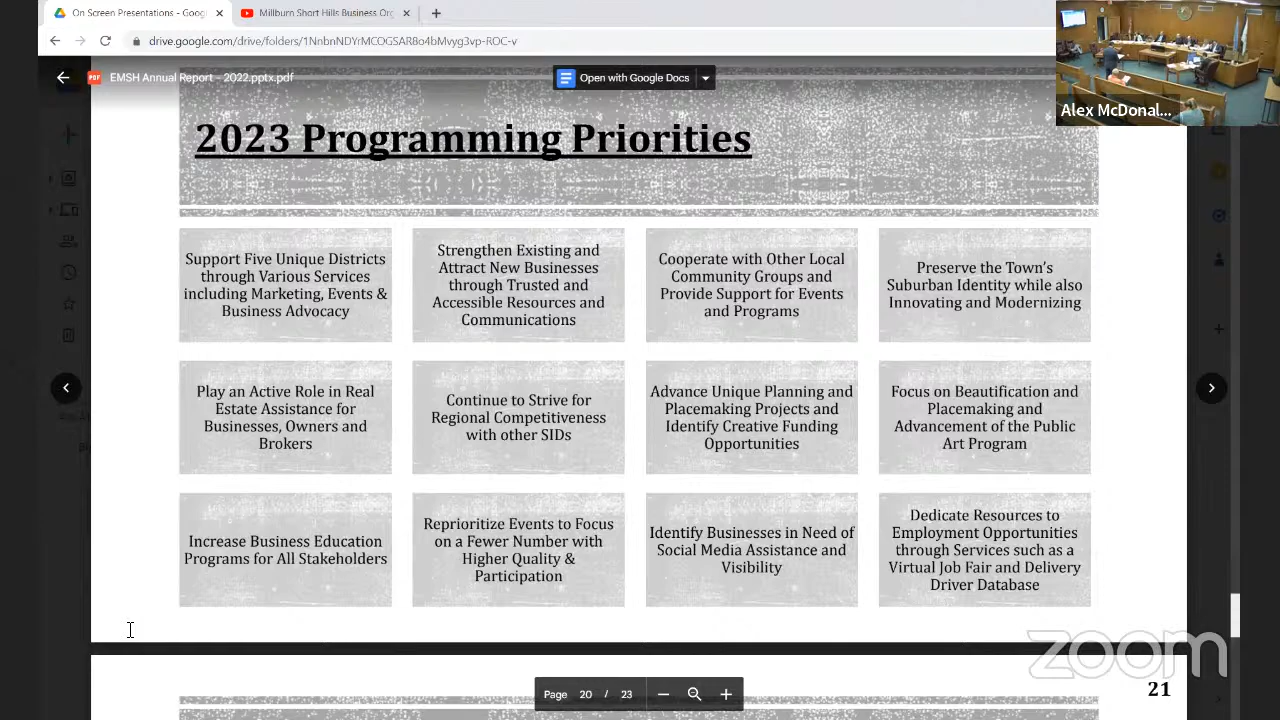 On Screen Presentations - Googl
Millburn Short Hills Business Org
drive.google.com/drive/folders/1NnbnNDYrMCOGSAR8o4bMvyg3vp-ROC-v
PDF
EMSH Annual Report - 2022.pptx.pdf
Open with Google Docs
Alex McDonal...
2023 Programming Priorities
Support Five Unique Districts
through Various Services
including Marketing, Events &
Business Advocacy
Strengthen Existing and
Attract New Businesses
through Trusted and
Accessible Resources and
Communications
Cooperate with Other Local
Community Groups and
Provide Support for Events
and Programs
Preserve the Town's
Suburban Identity while also
Innovating and Modernizing
Play an Active Role in Real
Estate Assistance for
Businesses, Owners and
Brokers
Continue to Strive for
Regional Competitiveness
with other SIDs
Advance Unique Planning and
Placemaking Projects and
Identify Creative Funding
Opportunities
Focus on Beautification and
Placemaking and
Advancement of the Public
Art Program
Increase Business Education
Programs for All Stakeholders
Reprioritize Events to Focus
on a Fewer Number with
Higher Quality &
Participation
Identify Businesses in Need of
Social Media Assistance and
Visibility
Dedicate Resources to
Employment Opportunities
through Services such as a
Virtual Job Fair and Delivery
Driver Database
zoom
Page 20 / 23
21